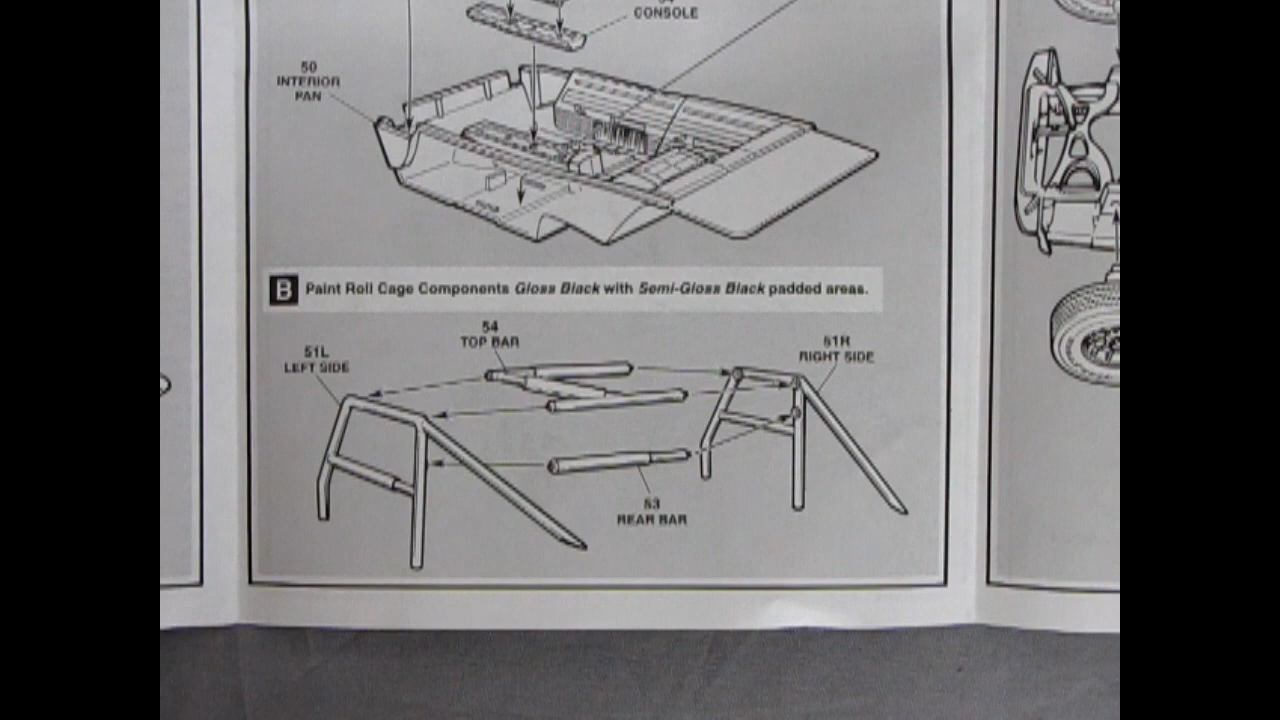 CONSOLE
50
INTERIOR
PAN
B Paint Roll Cage Components Gloss Black with Semi-Gloss Black padded areas.
54
TOP BAR
51L
LEFT SIDE
51R
RIGHT SIDE
53
REAR BAR